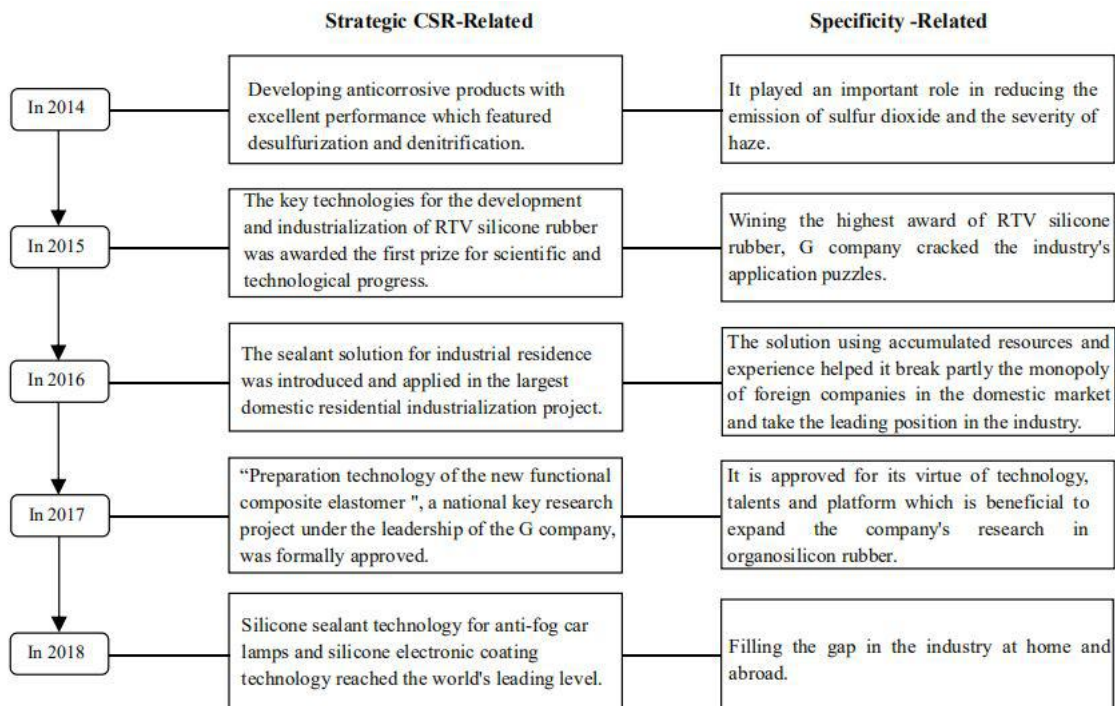 Strategic CSR-Related
Specificity -Related
In 2014
Developing anticorrosive products with
excellent performance which featured
desulfurization and denitrification.
It played an important role in reducing the
emission of sulfur dioxide and the severity of
haze.
In 2015
The key technologies for the development
and industrialization of RTV silicone rubber
was awarded the first prize for scientific and
technological progress.
Wining the highest award of RTV silicone
rubber, G company cracked the industry's
application puzzles.
In 2016
The sealant solution for industrial residence
was introduced and applied in the largest
domestic residential industrialization project.
The solution using accumulated resources and
experience helped it break partly the monopoly
of foreign companies in the domestic market
and take the leading position in the industry.
In 2017
“Preparation technology of the new functional
composite elastomer ", a national key research
project under the leadership of the G company,
was formally approved.
It is approved for its virtue of technology,
talents and platform which is beneficial to
expand the company's research in
organosilicon rubber.
In 2018
Silicone sealant technology for anti-fog car
lamps and silicone electronic coating
technology reached the world's leading level.
Filling the gap in the industry at home and
abroad.